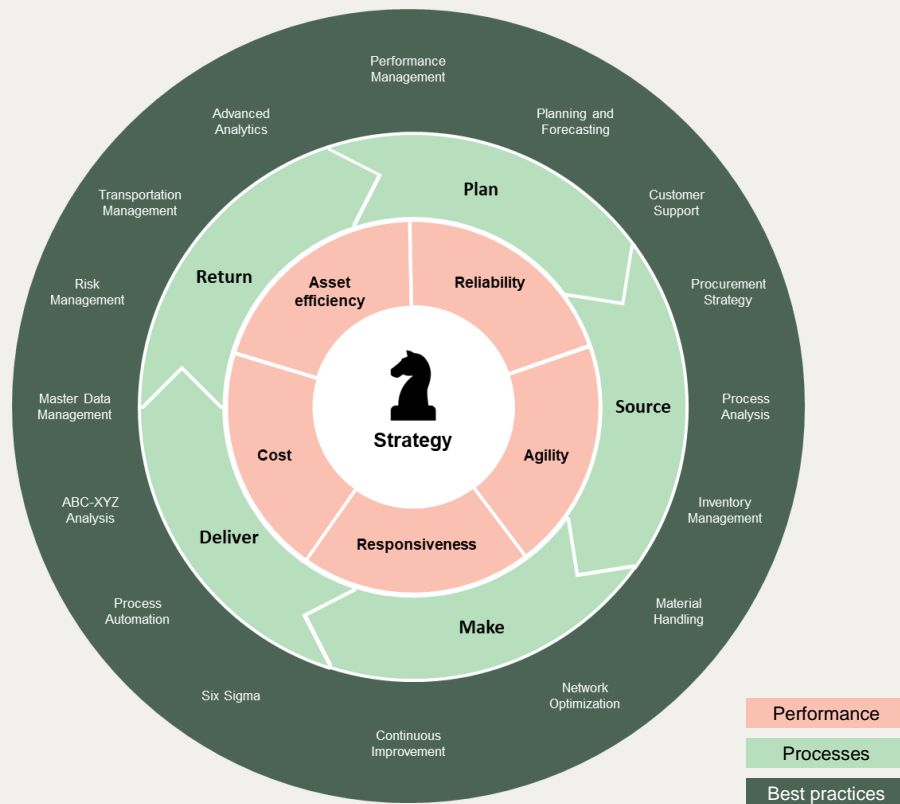 Performance
Management
Advanced
Analytics
Planning and
Forecasting
Transportation
Management
Plan
Customer
Support
Return
Asset
efficiency
Reliability
Risk
Management
Procurement
Strategy
Master Data
Management
Strategy
Source
Process
Analysis
Cost
Agility
ABC-XYZ
Analysis
Deliver
Responsiveness
Inventory
Management
Process
Automation
Make
Material
Handling
Six Sigma
Network
Optimization
Continuous
Improvement
Performance
Processes
Best practices